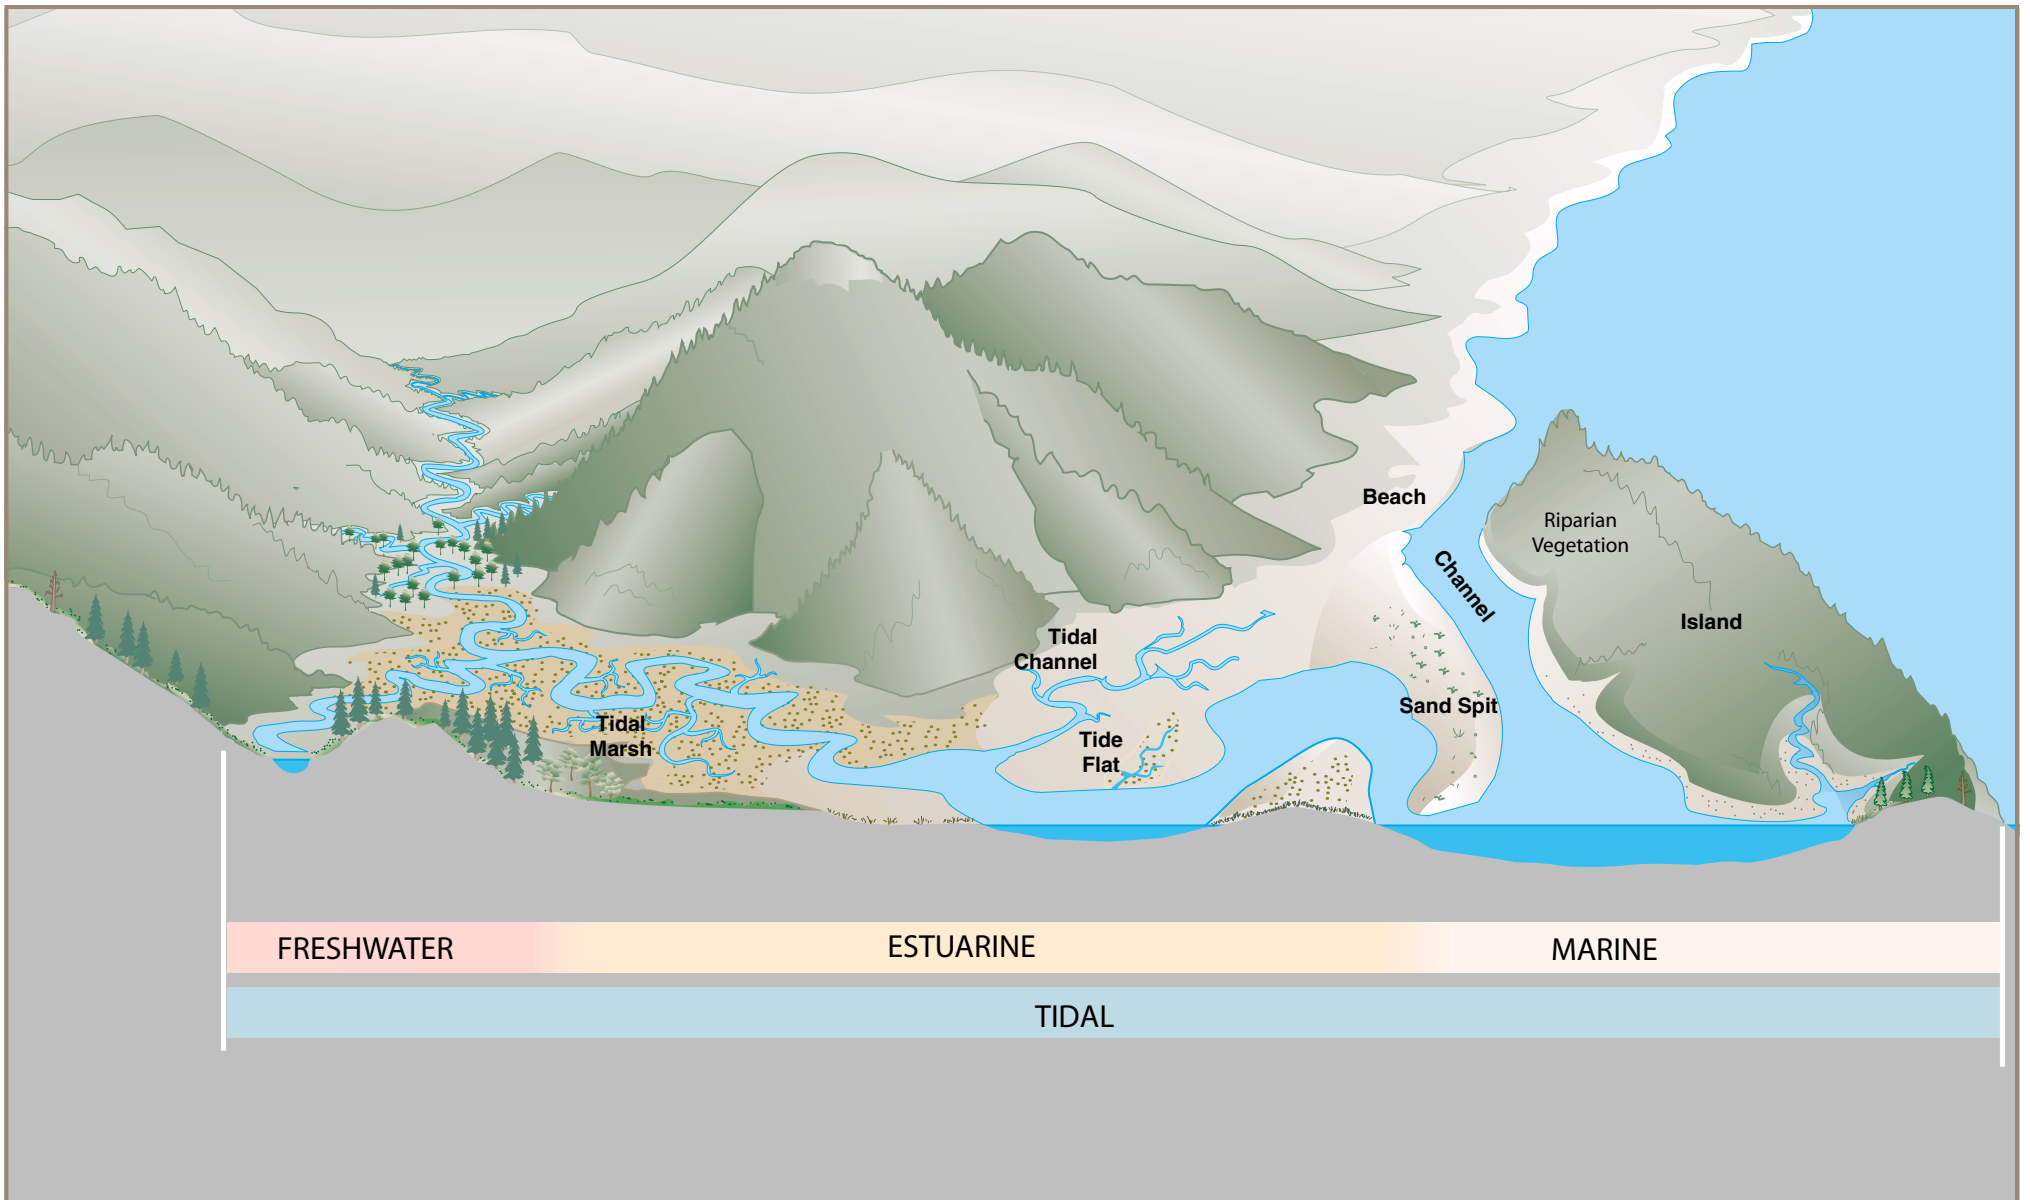 Beach
Riparian
Vegetation
Channel
Island
Tidal
Channel
Sand Spit
Tidal
Marsh
Tide
Flat
FRESHWATER
ESTUARINE
MARINE
TIDAL